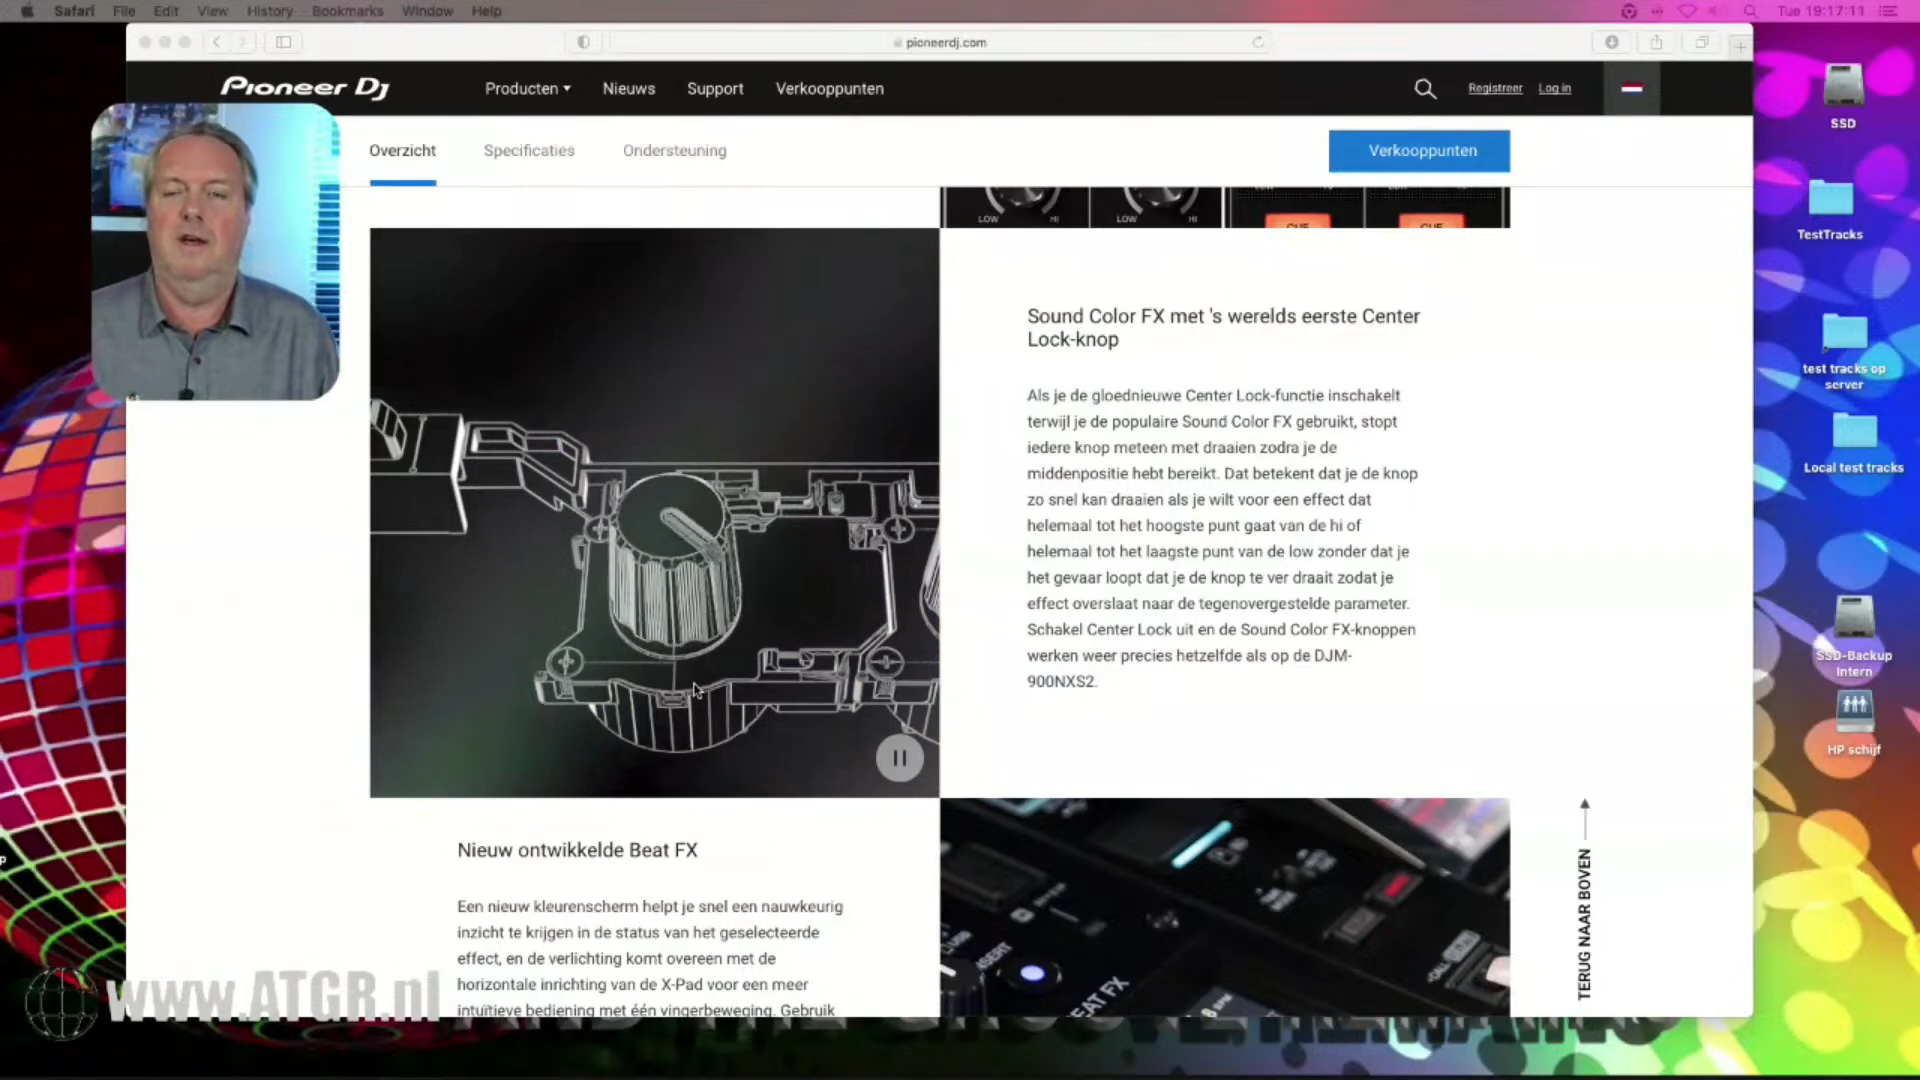 Safari File Edit View History Bookmarks Window Help
Tue 19:17:11
pioneerdj.com
Pioneer Dj
Producten Nieuws Support Verkooppunten
Registreer Log in
Overzicht Specificaties Ondersteuning
Verkooppunten
LOW HI LOW HI
CUE CUE
Sound Color FX met 's werelds eerste Center
Lock-knop
Als je de gloednieuwe Center Lock-functie inschakelt
terwijl je de populaire Sound Color FX gebruikt, stopt
iedere knop meteen met draaien zodra je de
middenpositie hebt bereikt. Dat betekent dat je de knop
zo snel kan draaien als je wilt voor een effect dat
helemaal tot het hoogste punt gaat van de hi of
helemaal tot het laagste punt van de low zonder dat je
het gevaar loopt dat je de knop te ver draait zodat je
effect overslaat naar de tegenovergestelde parameter.
Schakel Center Lock uit en de Sound Color FX-knoppen
werken weer precies hetzelfde als op de DJM-
900NXS2.
Nieuw ontwikkelde Beat FX
Een nieuw kleurenscherm helpt je snel een nauwkeurig
inzicht te krijgen in de status van het geselecteerde
effect, en de verlichting komt overeen met de
horizontale inrichting van de X-Pad voor een meer
intuïtieve bediening met één vingerbeweging. Gebruik
BEAT FX
TERUG NAAR BOVEN
SSD
TestTracks
test tracks op
server
Local test tracks
SSD-Backup
Intern
HP schijf
www.ATGR.nl